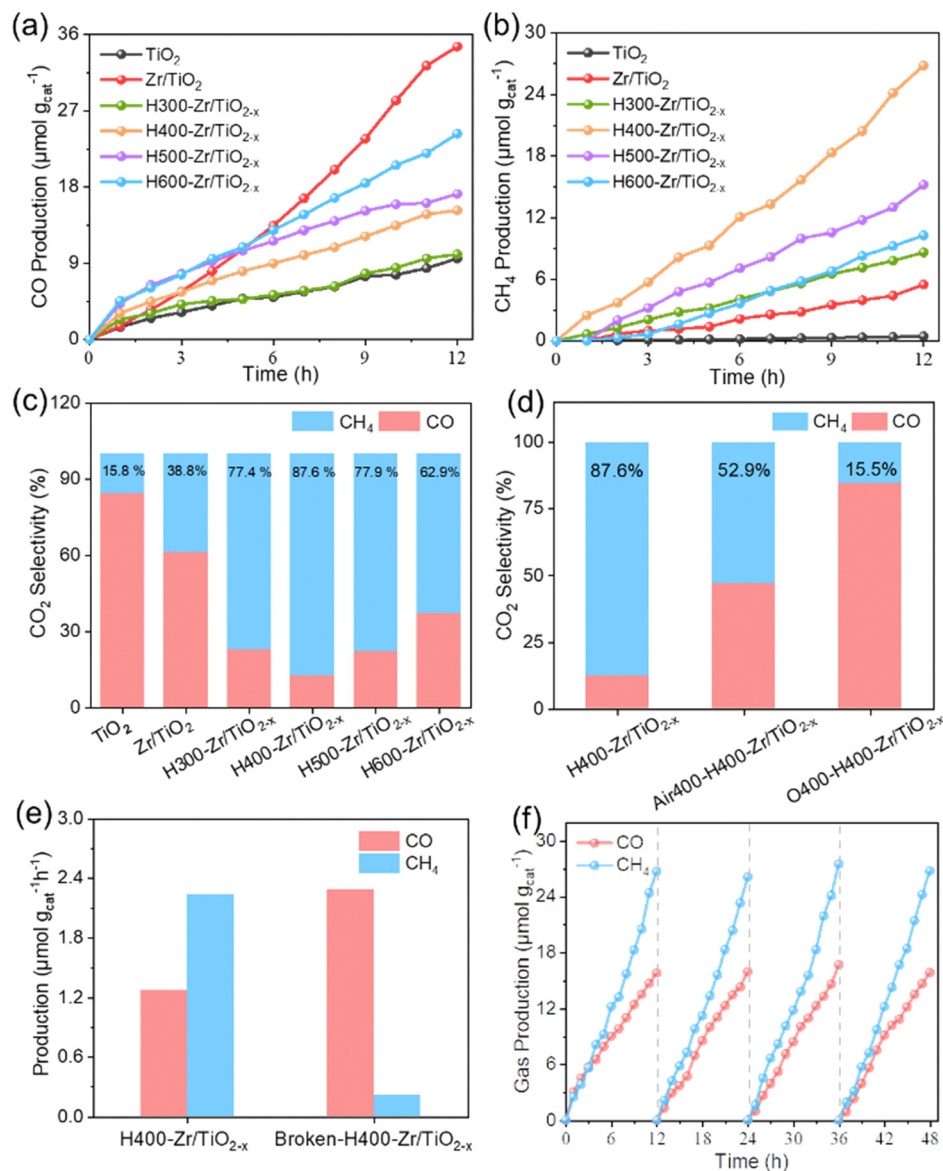 (a)
36
27
18
9
0
CO Production (μmol gcat⁻¹)
TiO₂
Zr/TiO₂
H300-Zr/TiO₂₋ₓ
H400-Zr/TiO₂₋ₓ
H500-Zr/TiO₂₋ₓ
H600-Zr/TiO₂₋ₓ
0 3 6 9 12
Time (h)
(b)
30
24
18
12
6
0
CH₄ Production (μmol gcat⁻¹)
TiO₂
Zr/TiO₂
H300-Zr/TiO₂₋ₓ
H400-Zr/TiO₂₋ₓ
H500-Zr/TiO₂₋ₓ
H600-Zr/TiO₂₋ₓ
0 3 6 9 12
Time (h)
(c)
120
90
60
30
0
CO₂ Selectivity (%)
CH₄ CO
15.8 % 38.8% 77.4 % 87.6 % 77.9 % 62.9%
TiO₂
Zr/TiO₂
H300-Zr/TiO₂₋ₓ
H400-Zr/TiO₂₋ₓ
H500-Zr/TiO₂₋ₓ
H600-Zr/TiO₂₋ₓ
(d)
100
75
50
25
0
CO₂ Selectivity (%)
CH₄ CO
87.6% 52.9% 15.5%
H400-Zr/TiO₂₋ₓ
Air400-H400-Zr/TiO₂₋ₓ
O400-H400-Zr/TiO₂₋ₓ
(e)
3.0
2.4
1.8
1.2
0.6
0.0
Production (μmol gcat⁻¹h⁻¹)
CO
CH₄
H400-Zr/TiO₂₋ₓ Broken-H400-Zr/TiO₂₋ₓ
(f)
30
24
18
12
6
0
Gas Production (μmol gcat⁻¹)
CO
CH₄
0 6 12 18 24 30 36 42 48
Time (h)